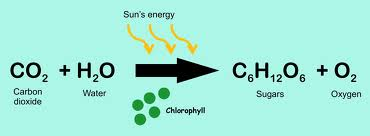 Sun's energy
CO₂ + H₂O C₆H₁₂O₆ + O₂
Carbon dioxide Water Chlorophyll Sugars Oxygen